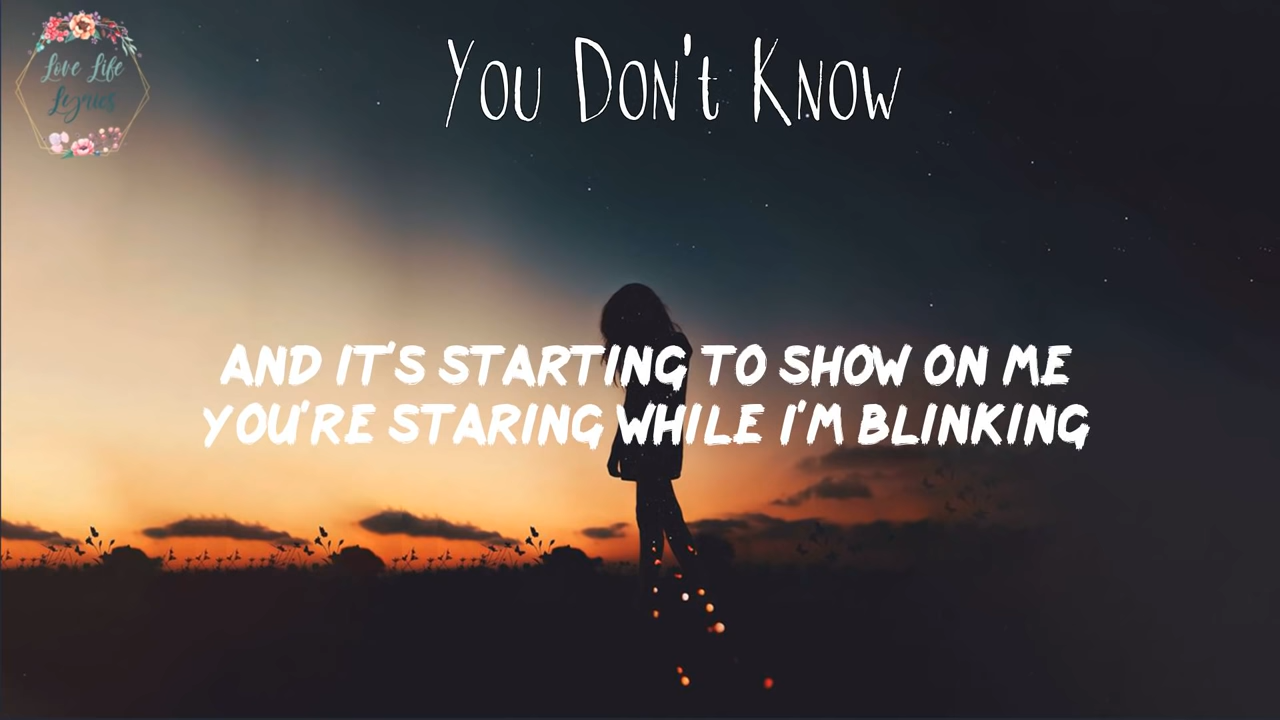 Love Life
Lyrics
You Don't Know
AND IT'S STARTING TO SHOW ON ME
YOU'RE STARING WHILE I'M BLINKING